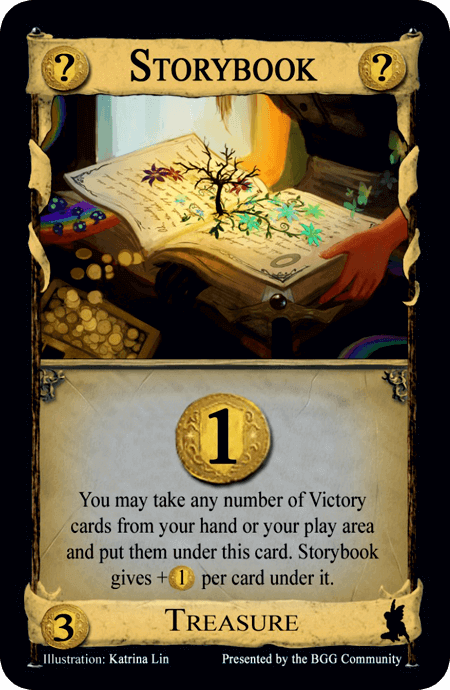 ? STORYBOOK ?
1
You may take any number of Victory
cards from your hand or your play area
and put them under this card. Storybook
gives +1 per card under it.
3 TREASURE
Illustration: Katrina Lin Presented by the BGG Community